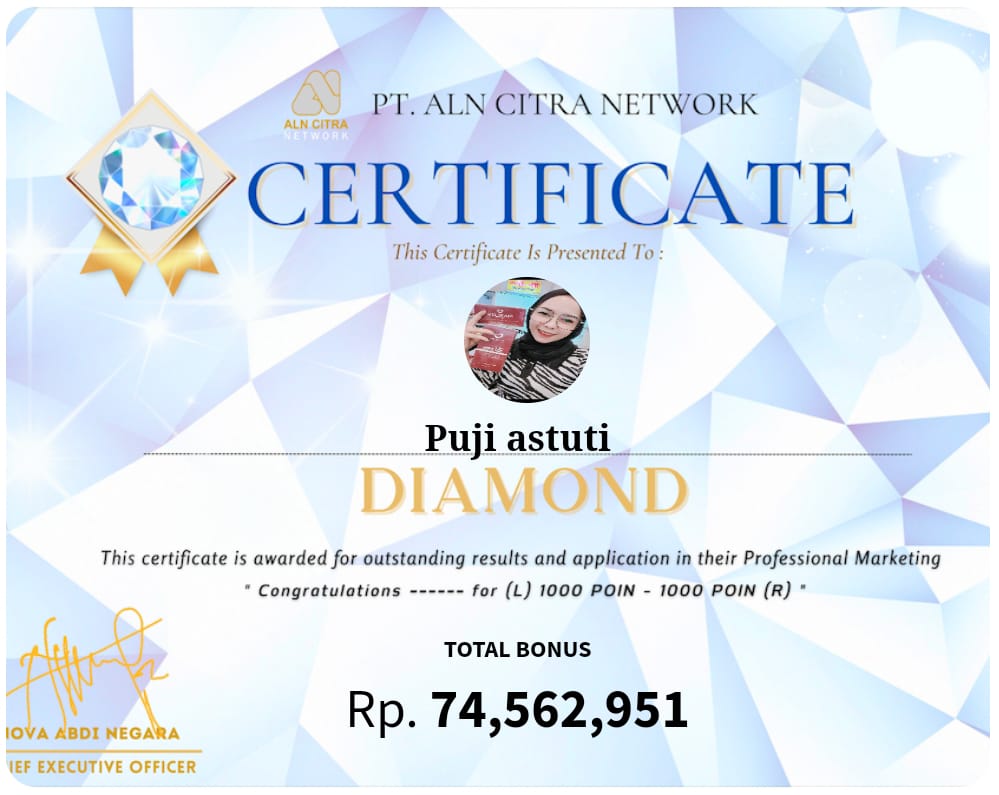 ALN CITRA
NETWORK
PT. ALN CITRA NETWORK
CERTIFICATE
This Certificate Is Presented To :
Puji astuti
DIAMOND
This certificate is awarded for outstanding results and application in their Professional Marketing
" Congratulations ------ for (L) 1000 POIN - 1000 POIN (R) "
TOTAL BONUS
Rp. 74,562,951
NOVA ABDI NEGARA
IEF EXECUTIVE OFFICER